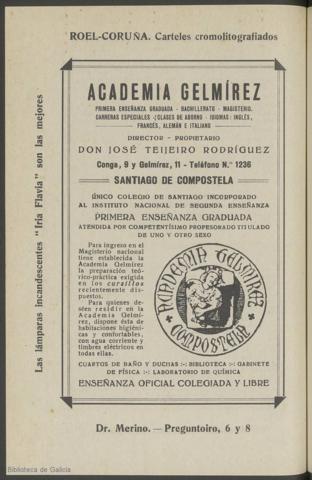 ROEL-CORUÑA. Carteles cromolitografiados
Las lámparas incandescentes "Iria Flavia" son las mejores
ACADEMIA GELMÍREZ
PRIMERA ENSEÑANZA GRADUADA - BACHILLERATO - MAGISTERIO.
CARRERAS ESPECIALES -:- CLASES DE ADORNO - IDIOMAS: INGLÉS,
FRANCÉS, ALEMÁN E ITALIANO
DIRECTOR - PROPIETARIO
DON JOSÉ TEIJEIRO RODRÍGUEZ
Conga, 9 y Gelmírez, 11 - Teléfono N.º 1236
SANTIAGO DE COMPOSTELA
ÚNICO COLEGIO DE SANTIAGO INCORPORADO
AL INSTITUTO NACIONAL DE SEGUNDA ENSEÑANZA
PRIMERA ENSEÑANZA GRADUADA
ATENDIDA POR COMPETENTÍSIMO PROFESORADO TITULADO
DE UNO Y OTRO SEXO
Para ingreso en el
Magisterio nacional
tiene establecida la
Academia Gelmírez
la preparación teó-
rico-práctica exigida
en los cursillos
recientemente dis-
puestos.
Para quienes de-
séen residir en la
Academia Gelmí-
rez, dispone ésta de
habitaciones higiéni-
cas y confortables,
con agua corriente y
timbres eléctricos en
todas ellas.
ACADEMIA GELMIREZ
COMPOSTELA
CUARTOS DE BAÑO Y DUCHAS :-: BIBLIOTECA :-: GABINETE
DE FÍSICA :-: LABORATORIO DE QUÍMICA
ENSEÑANZA OFICIAL COLEGIADA Y LIBRE
Dr. Merino.—Preguntoiro, 6 y 8
Biblioteca de Galicia